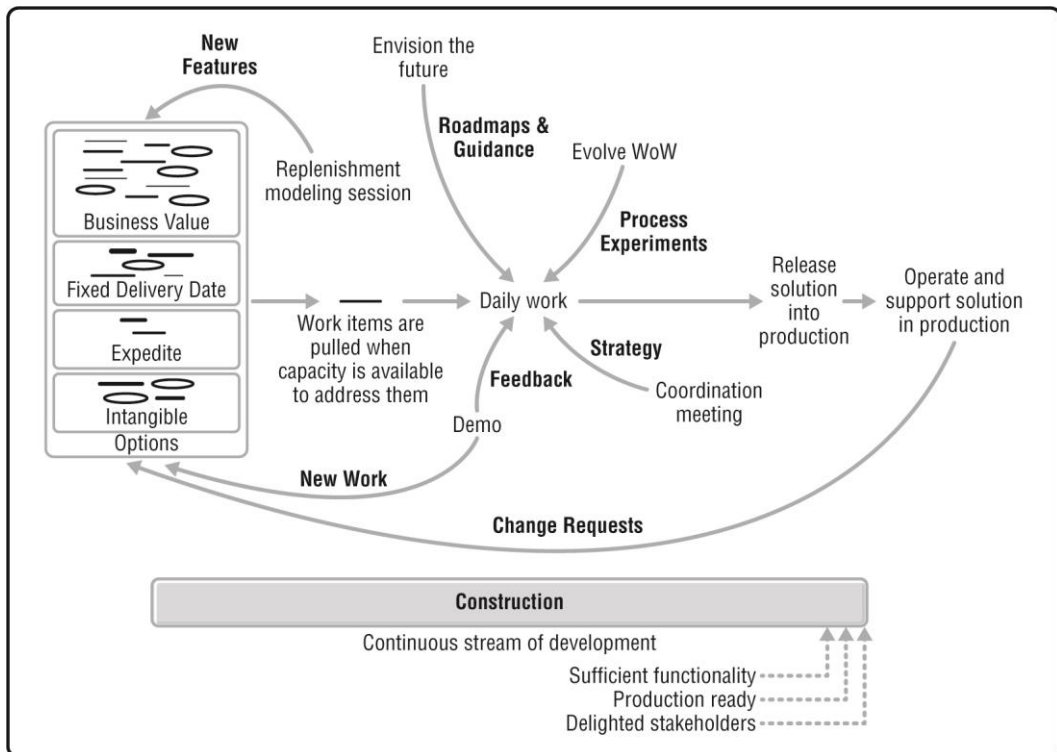 New
Features
Envision the
future
Roadmaps &
Guidance
Evolve WoW
Replenishment
modeling session
Process
Experiments
Business Value
Fixed Delivery Date
Expedite
Intangible
Options
Work items are
pulled when
capacity is available
to address them
Daily work
Release
solution
into
production
Operate and
support solution
in production
Strategy
Feedback
Coordination
meeting
Demo
New Work
Change Requests
Construction
Continuous stream of development
Sufficient functionality
Production ready
Delighted stakeholders